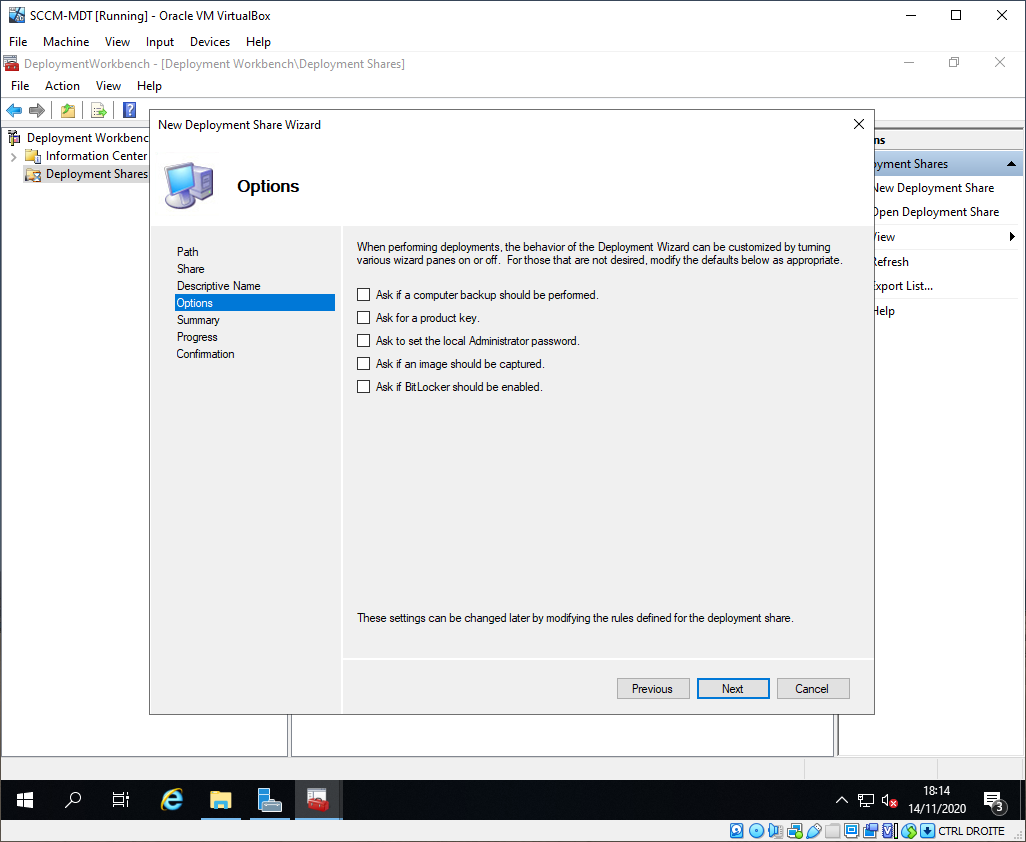 SCCM-MDT [Running] - Oracle VM VirtualBox
File Machine View Input Devices Help
DeploymentWorkbench - [Deployment Workbench\Deployment Shares]
File Action View Help
New Deployment Share Wizard
Deployment Workbenc
Information Center
Deployment Shares
Options
Path
Share
Descriptive Name
Options
Summary
Progress
Confirmation
When performing deployments, the behavior of the Deployment Wizard can be customized by turning
various wizard panes on or off. For those that are not desired, modify the defaults below as appropriate.
Ask if a computer backup should be performed.
Ask for a product key.
Ask to set the local Administrator password.
Ask if an image should be captured.
Ask if BitLocker should be enabled.
These settings can be changed later by modifying the rules defined for the deployment share.
Previous Next Cancel
ns
oyment Shares
New Deployment Share
Open Deployment Share
View
Refresh
xport List...
Help
18:14
14/11/2020
3
CTRL DROITE